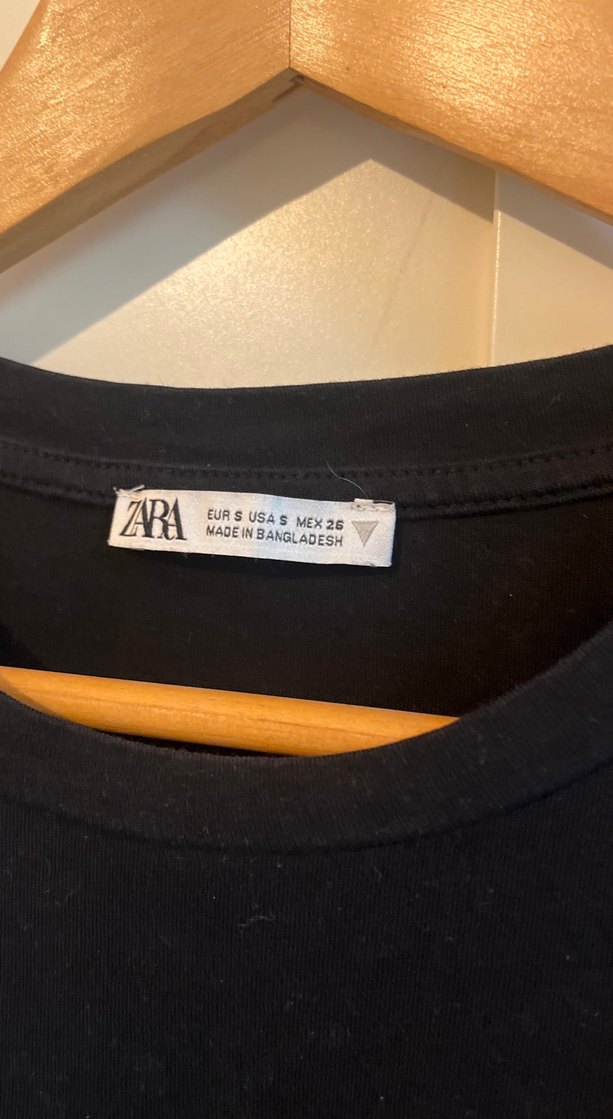 ZARA
EUR S USA S MEX 26
MADE IN BANGLADESH